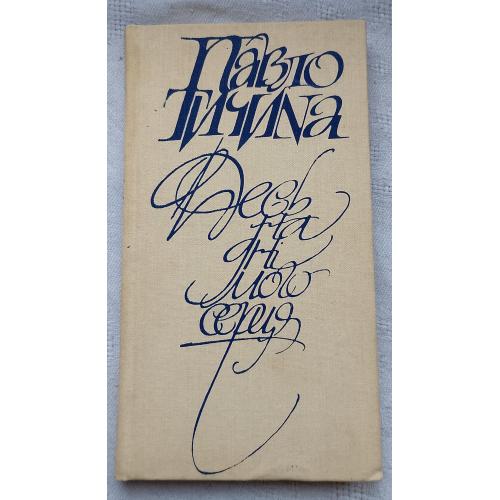 Павло
Тичина
Десь
на
дні
мого
серця